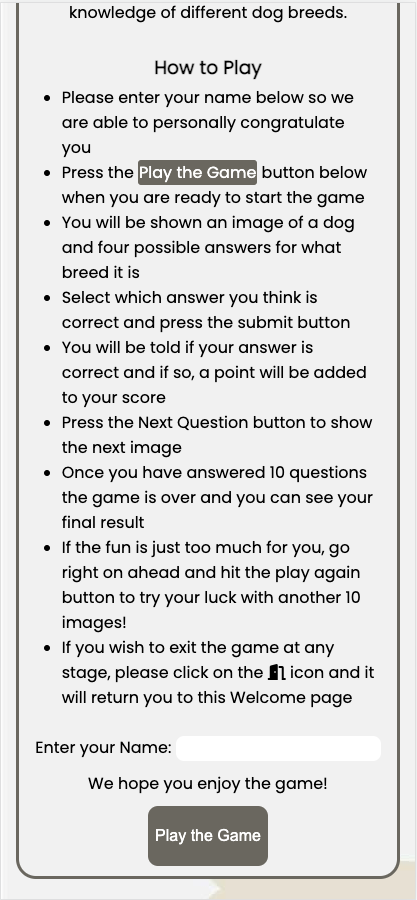 knowledge of different dog breeds.
How to Play
Please enter your name below so we
are able to personally congratulate
you
Press the Play the Game button below
when you are ready to start the game
You will be shown an image of a dog
and four possible answers for what
breed it is
Select which answer you think is
correct and press the submit button
You will be told if your answer is
correct and if so, a point will be added
to your score
Press the Next Question button to show
the next image
Once you have answered 10 questions
the game is over and you can see your
final result
If the fun is just too much for you, go
right on ahead and hit the play again
button to try your luck with another 10
images!
If you wish to exit the game at any
stage, please click on the icon and it
will return you to this Welcome page
Enter your Name:
We hope you enjoy the game!
Play the Game